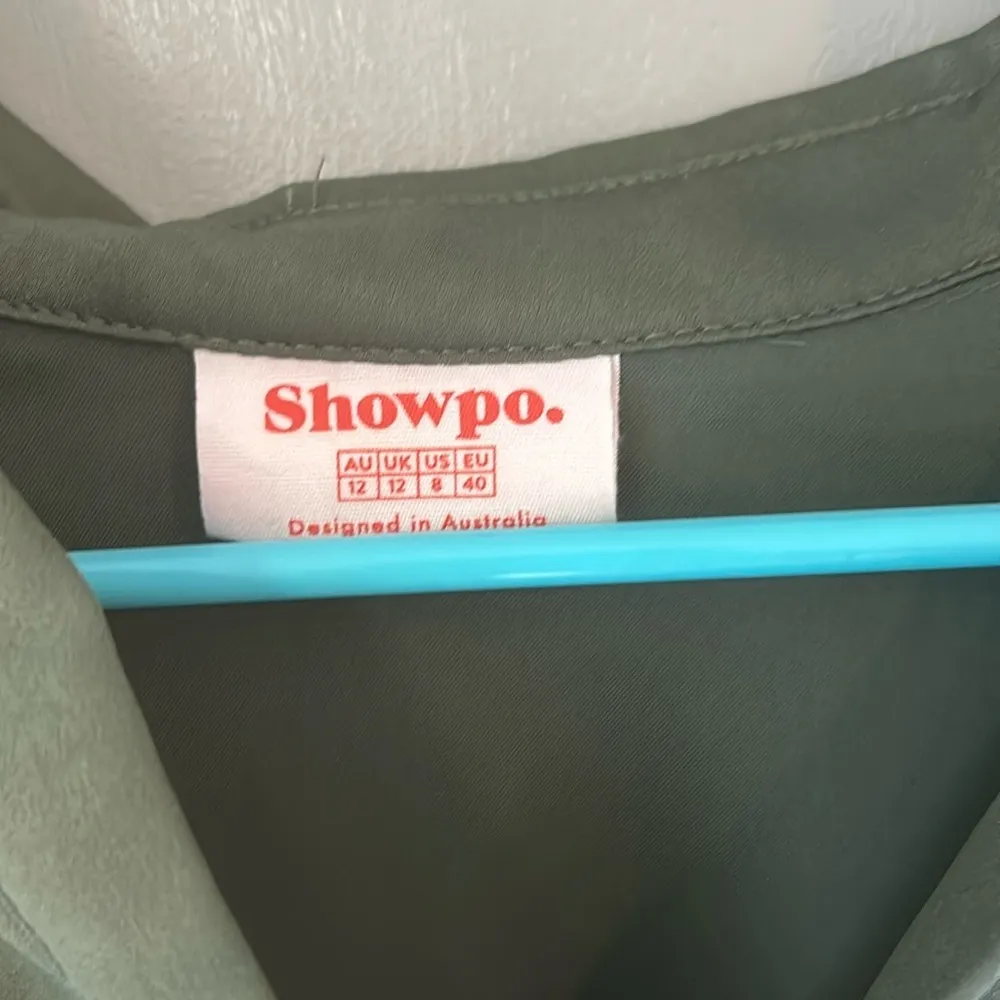 Showpo.
AU UK US EU
12 12 8 40
Designed in Australia